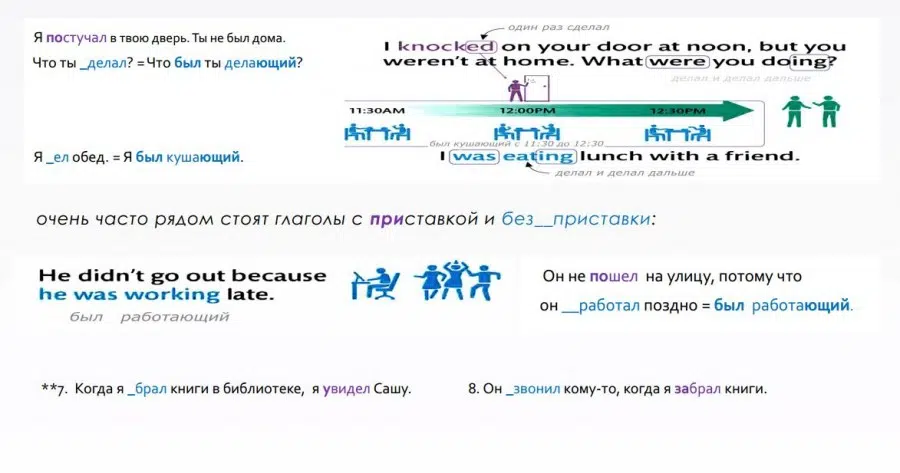 Я постучал в твою дверь. Ты не был дома.
Что ты _делал? = Что был ты делающий?
Я _ел обед. = Я был кушающий.
один раз сделал
I knocked on your door at noon, but you
weren't at home. What were you doing?
делал и делал дальше
11:30AM 12:00PM 12:30PM
был кушающий с 11:30 до 12:30
I was eating lunch with a friend.
делал и делал дальше
очень часто рядом стоят глаголы с приставкой и без__приставки:
He didn't go out because
he was working late.
был работающий
Он не пошел на улицу, потому что
он __работал поздно = был работающий.
**7. Когда я _брал книги в библиотеке, я увидел Сашу.
8. Он _звонил кому-то, когда я забрал книги.